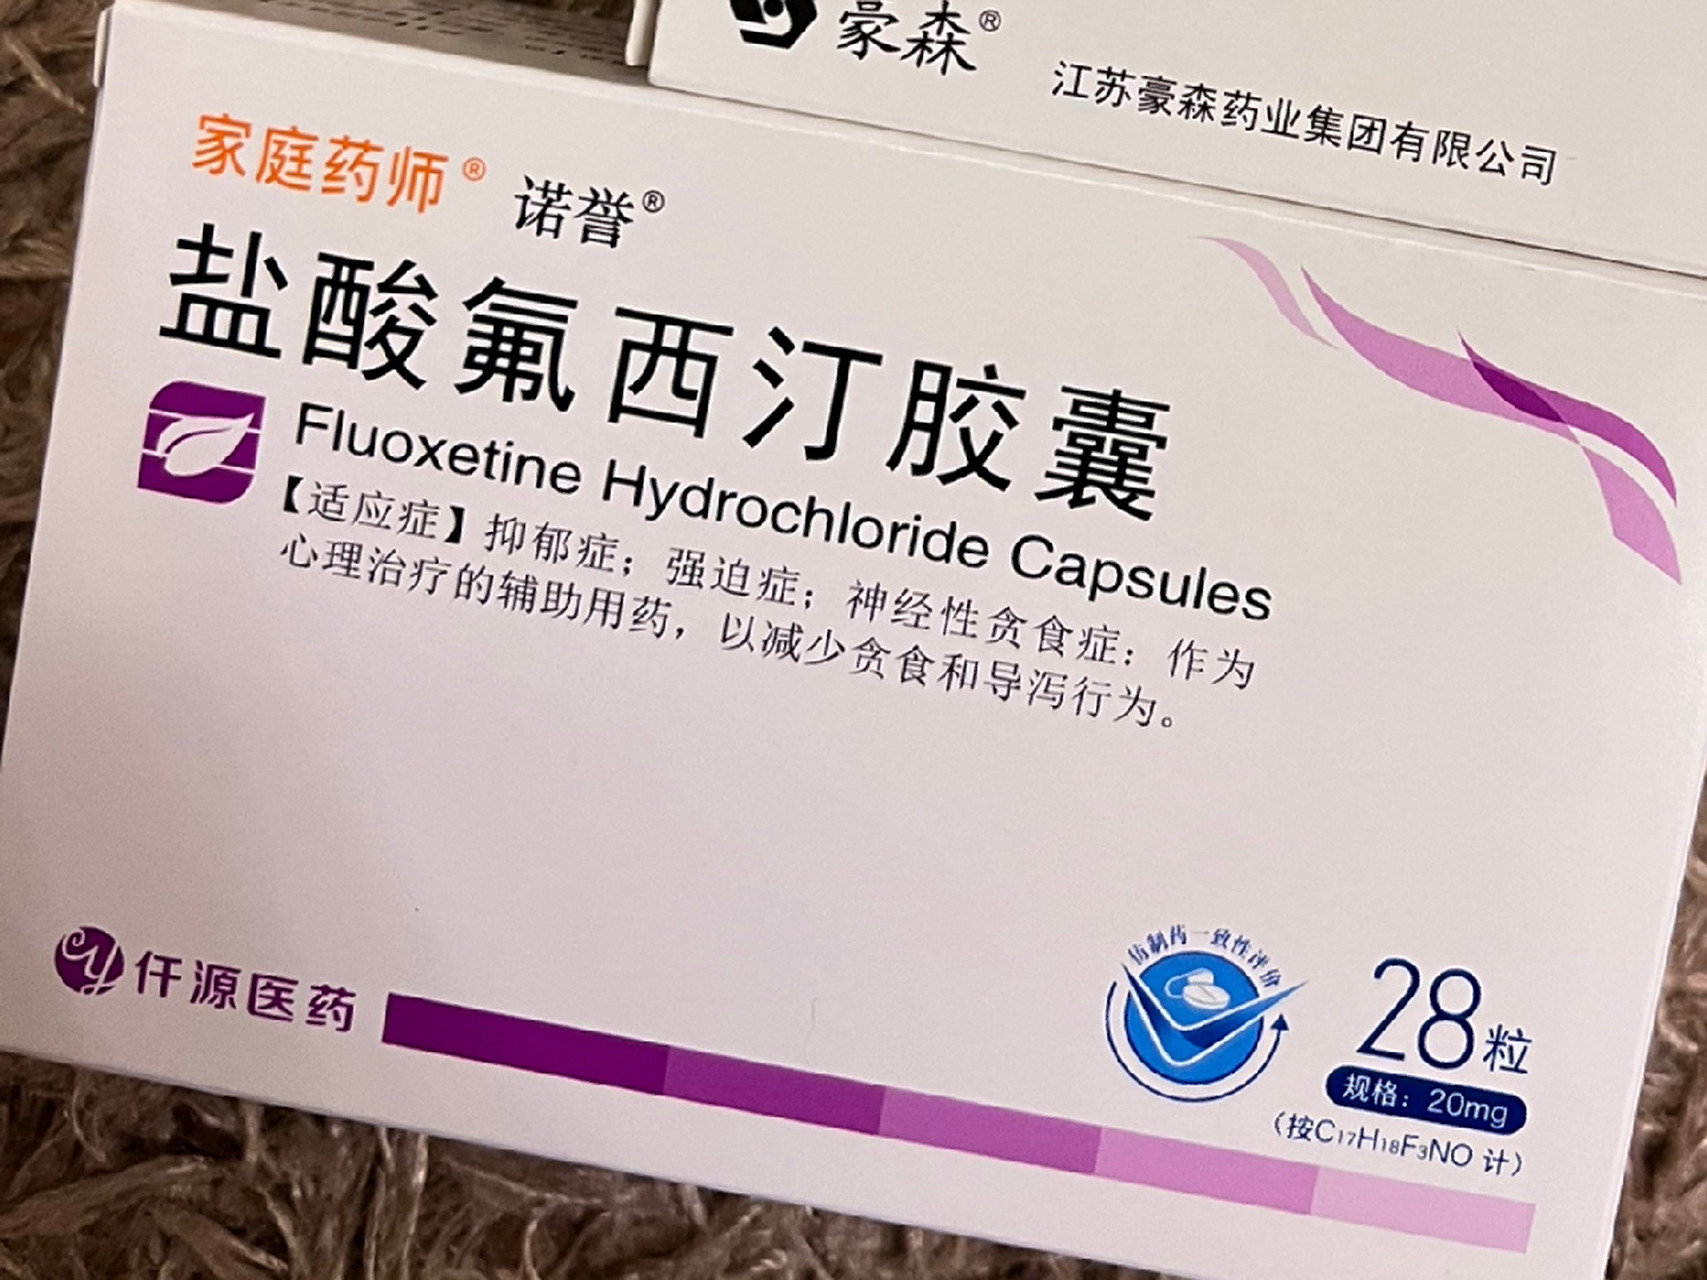 豪森®
江苏豪森药业集团有限公司
家庭药师® 诺誉®
盐酸氟西汀胶囊
Fluoxetine Hydrochloride Capsules
【适应症】抑郁症；强迫症；神经性贪食症：作为
心理治疗的辅助用药，以减少贪食和导泻行为。
仿制药一致性评价
28粒
规格：20mg
（按C₁₇H₁₈F₃NO 计）
仟源医药